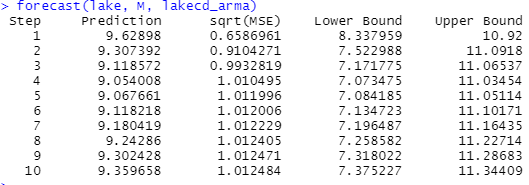 > forecast(lake, M, lakecd_arma)
Step Prediction sqrt(MSE) Lower Bound Upper Bound
1 9.62898 0.6586961 8.337959 10.92
2 9.307392 0.9104271 7.522988 11.0918
3 9.118572 0.9932819 7.171775 11.06537
4 9.054008 1.010495 7.073475 11.03454
5 9.067661 1.011996 7.084185 11.05114
6 9.118218 1.012006 7.134723 11.10171
7 9.180419 1.012229 7.196487 11.16435
8 9.24286 1.012405 7.258582 11.22714
9 9.302428 1.012471 7.318022 11.28683
10 9.359658 1.012484 7.375227 11.34409